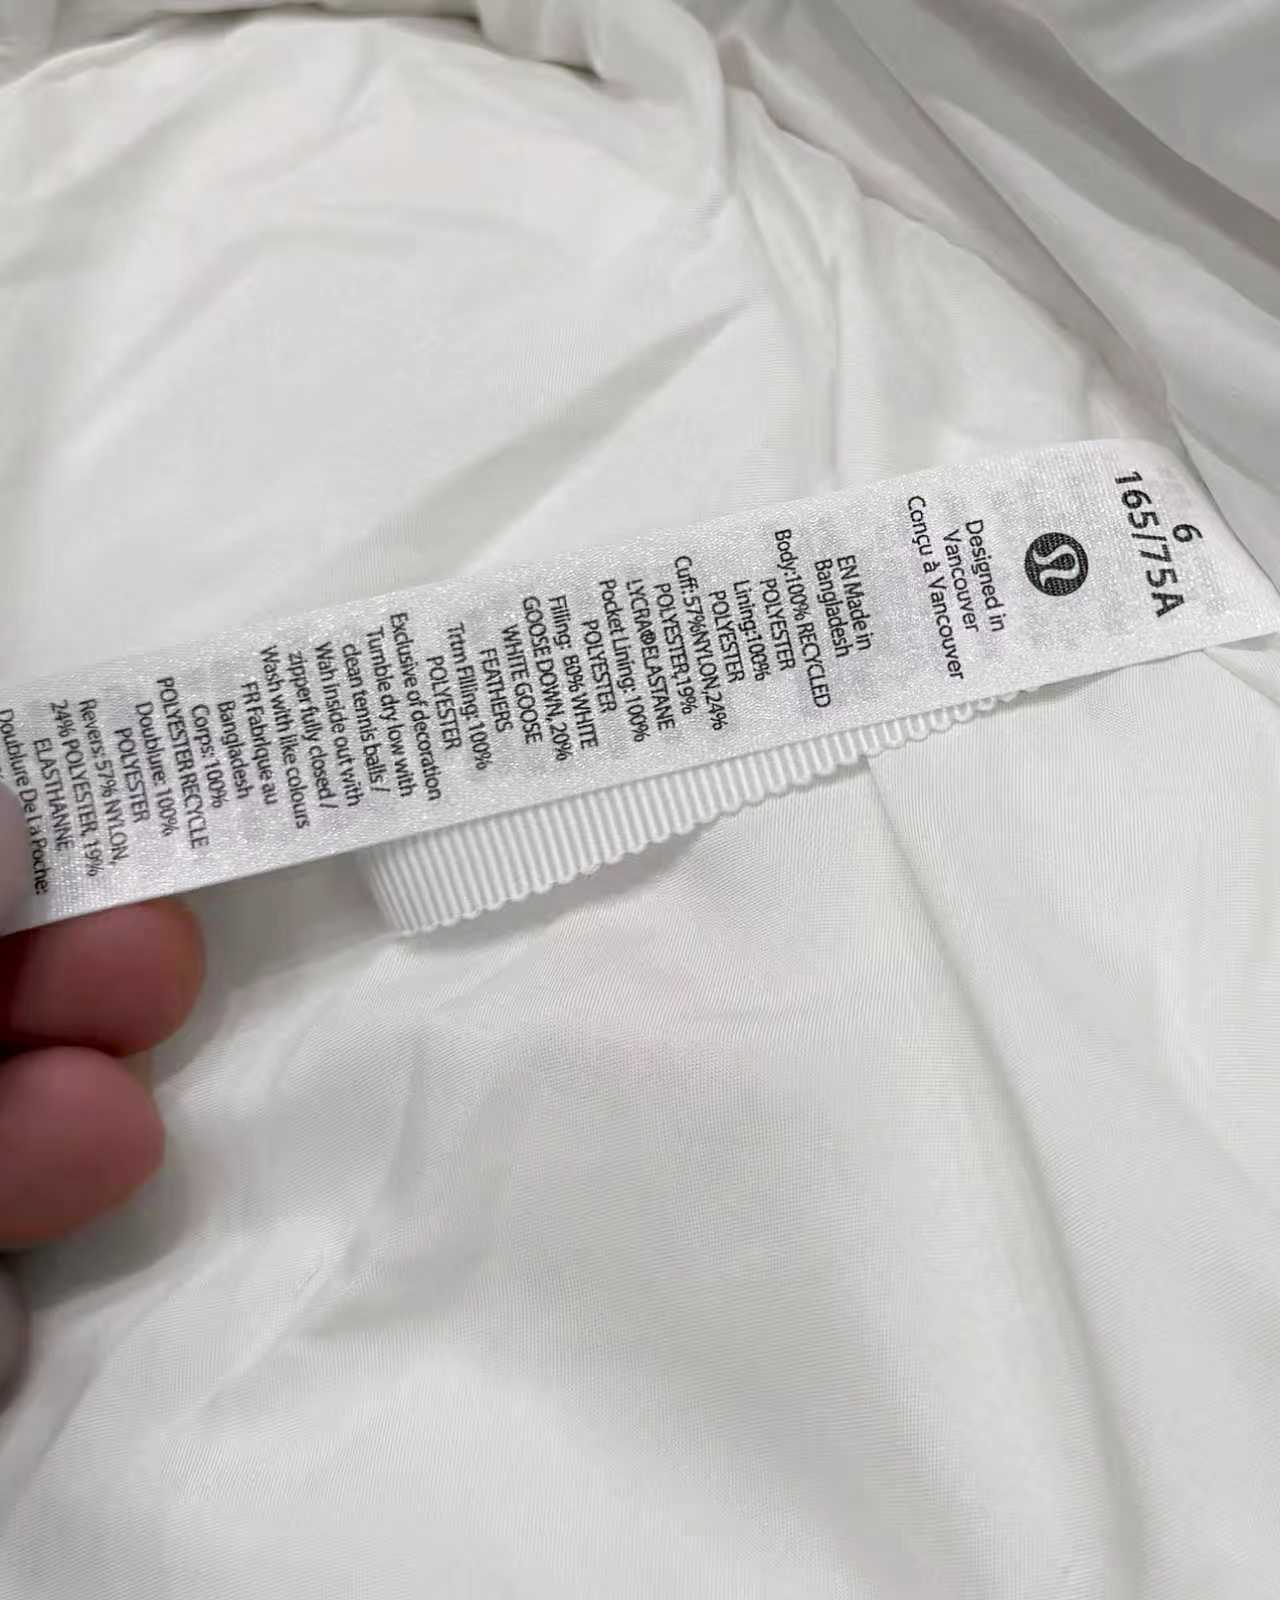 6
165/75A
Designed in
Vancouver
Conçu à Vancouver
EN Made in
Bangladesh
Body:100% RECYCLED
POLYESTER
Lining:100%
POLYESTER
Cuff:57%NYLON,24%
POLYESTER,19%
LYCRA®ELASTANE
Pocket Lining: 100%
POLYESTER
Filling: 80% WHITE
GOOSE DOWN, 20%
WHITE GOOSE
FEATHERS
Trtm Filling: 100%
POLYESTER
Exclusive of decoration
Tumble dry low with
clean tennis balls /
Wah inside out with
zipper fully closed /
Wash with like colours
FR Fabrique au
Bangladesh
Corps: 100%
POLYESTER RECYCLE
Doublure: 100%
POLYESTER
Revers:57% NYLON,
24% POLYESTER, 19%
ELASTHANNE
Doublure De La Poche: